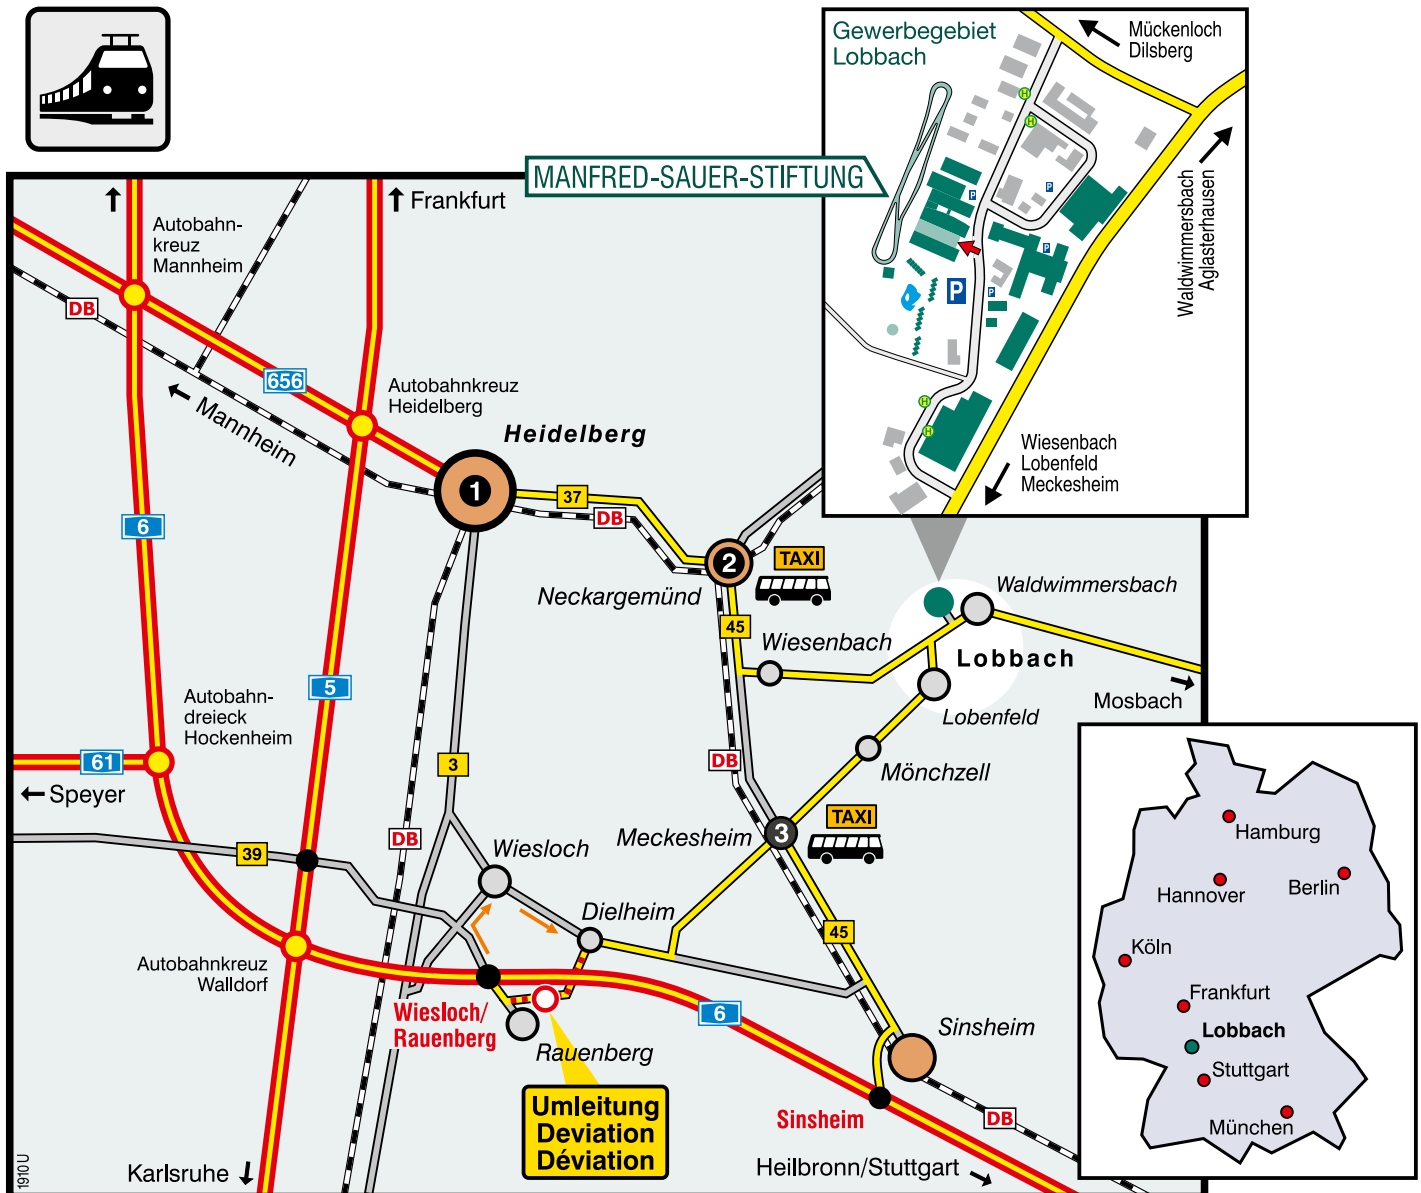 Gewerbegebiet
Lobbach
Mückenloch
Dilsberg
H
H
Waldwimmersbach
Aglasterhausen
P
P
P
P
P
H
H
Wiesenbach
Lobenfeld
Meckesheim
MANFRED-SAUER-STIFTUNG
Frankfurt
Autobahn-
kreuz
Mannheim
DB
656
Autobahnkreuz
Heidelberg
Mannheim
Heidelberg
1
37
DB
6
2
TAXI
Neckargemünd
45
Waldwimmersbach
Wiesenbach
Lobbach
Lobenfeld
Mosbach
5
Autobahn-
dreieck
Hockenheim
61
Speyer
3
DB
Mönchzell
DB
39
Wiesloch
Meckesheim
3
TAXI
Dielheim
45
Autobahnkreuz
Walldorf
Wiesloch/
Rauenberg
6
Rauenberg
Sinsheim
Umleitung
Deviation
Déviation
Sinsheim
DB
Karlsruhe
Heilbronn/Stuttgart
1910 U
Hamburg
Hannover
Berlin
Köln
Frankfurt
Lobbach
Stuttgart
München